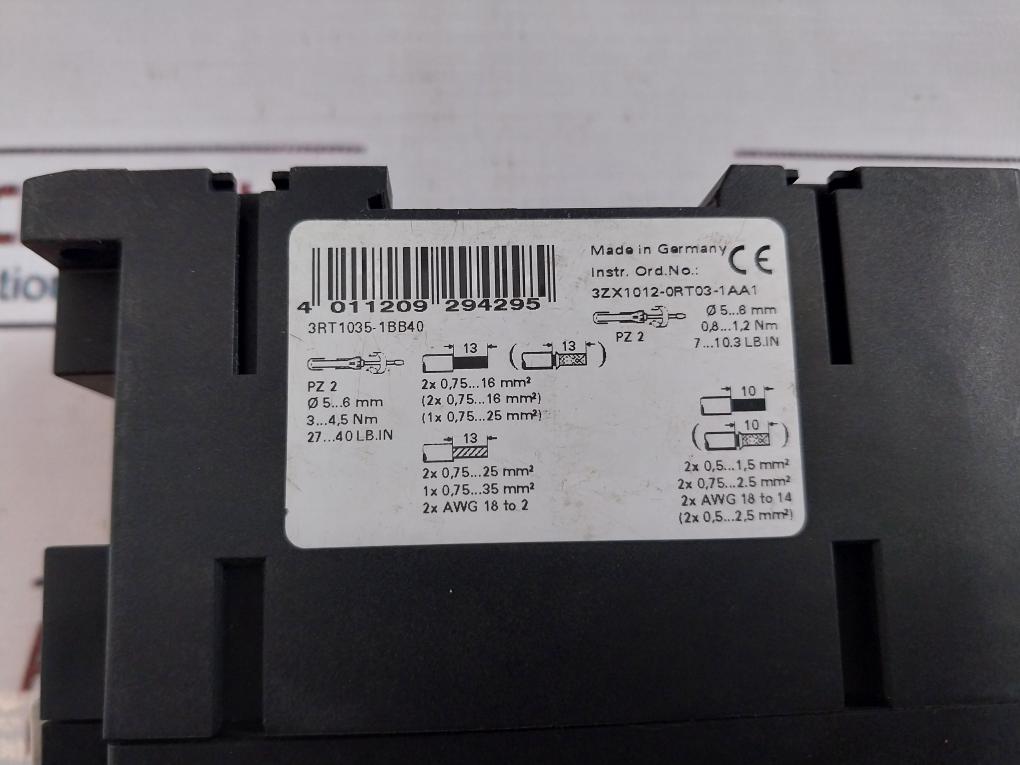 4 011209 294295
3RT1035-1BB40
Made in Germany CE
Instr. Ord.No.:
3ZX1012-0RT03-1AA1
PZ 2
Ø 5...6 mm
0,8...1,2 Nm
7...10.3 LB.IN
PZ 2
Ø 5...6 mm
3...4,5 Nm
27...40 LB.IN
13 ( 13 )
2x 0,75...16 mm²
(2x 0,75...16 mm²)
(1x 0,75...25 mm²)
13
2x 0,75...25 mm²
1x 0,75...35 mm²
2x AWG 18 to 2
10
( 10 )
2x 0,5...1,5 mm²
2x 0,75...2.5 mm²
2x AWG 18 to 14
(2x 0,5...2,5 mm²)